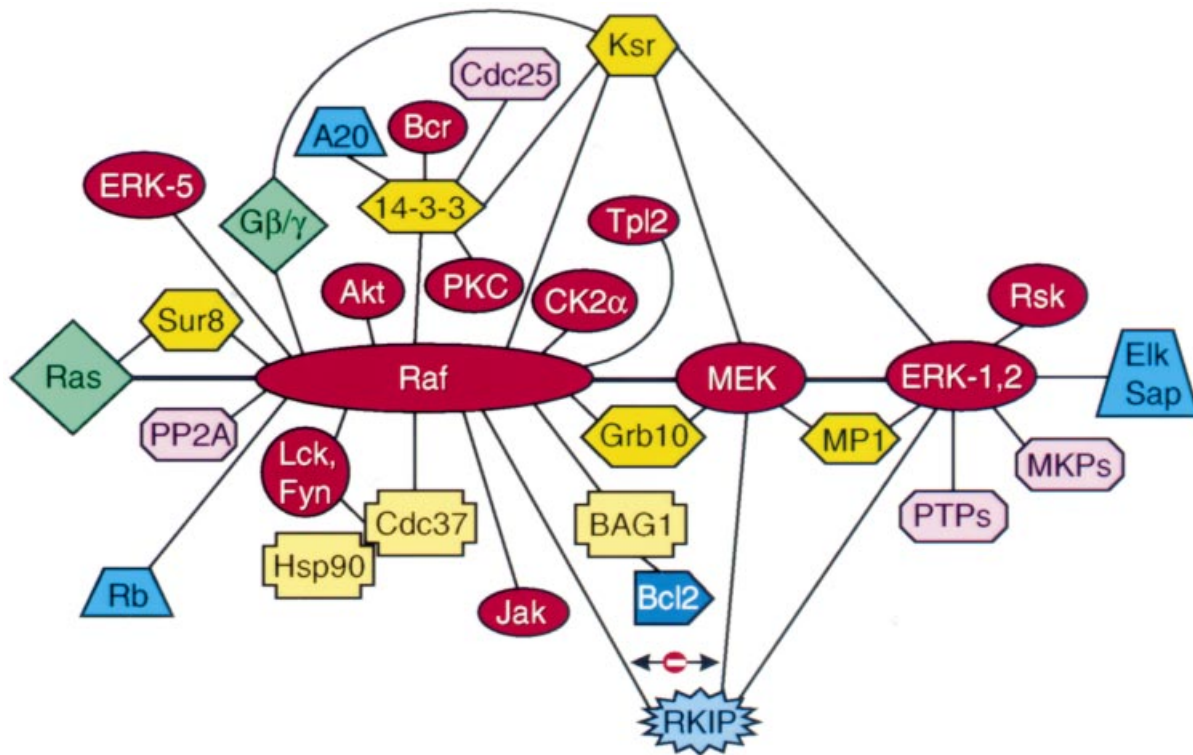 Ksr
Cdc25
A20
Bcr
ERK-5
14-3-3
Gβ/γ
Tpl2
Akt
PKC
CK2α
Rsk
Sur8
Ras
Raf
MEK
ERK-1,2
Elk
Sap
PP2A
Grb10
MP1
Lck,
Fyn
MKPs
Cdc37
BAG1
PTPs
Hsp90
Rb
Bcl2
Jak
RKIP